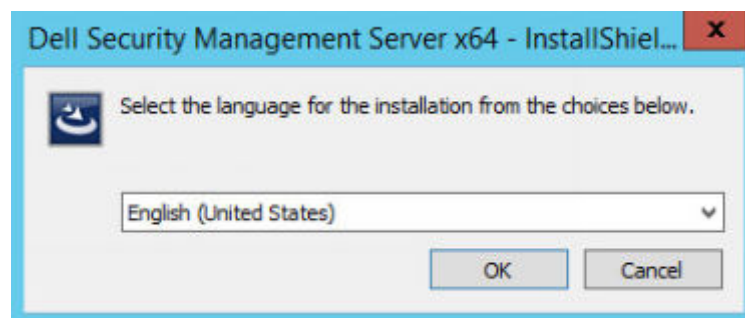 Dell Security Management Server x64 - InstallShiel...
Select the language for the installation from the choices below.
English (United States)
OK Cancel